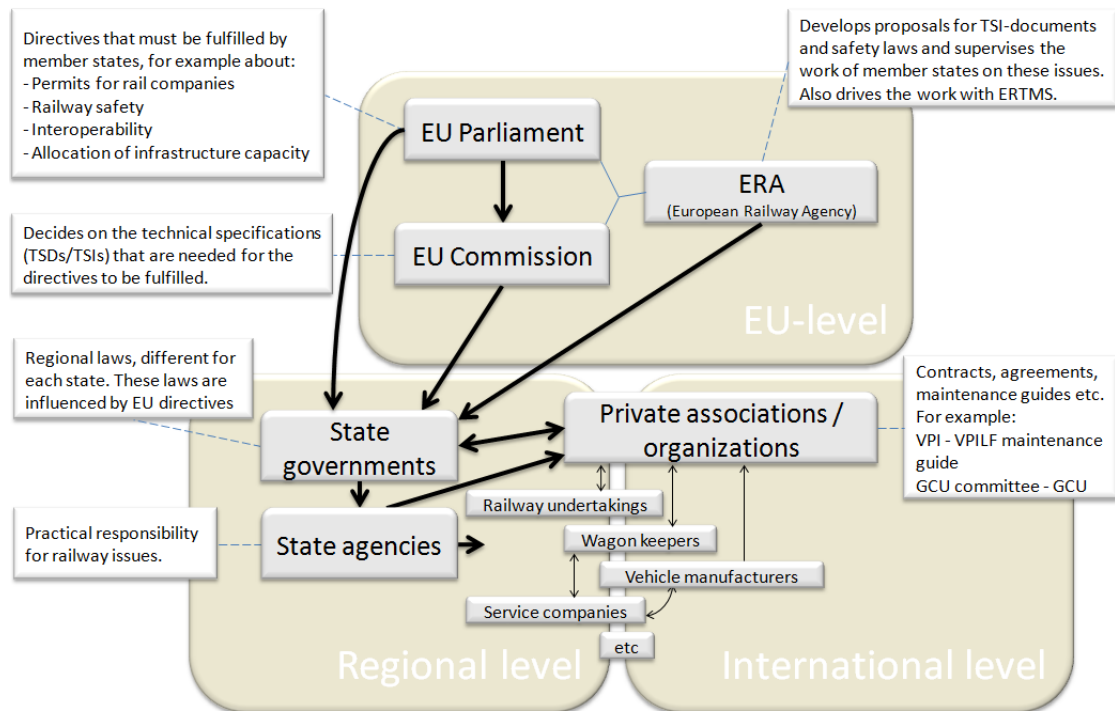 Directives that must be fulfilled by
member states, for example about:
- Permits for rail companies
- Railway safety
- Interoperability
- Allocation of infrastructure capacity
Develops proposals for TSI-documents
and safety laws and supervises the
work of member states on these issues.
Also drives the work with ERTMS.
EU Parliament
ERA
(European Railway Agency)
Decides on the technical specifications
(TSDs/TSIs) that are needed for the
directives to be fulfilled.
EU Commission
EU-level
Regional laws, different for
each state. These laws are
influenced by EU directives
Contracts, agreements,
maintenance guides etc.
For example:
VPI - VPILF maintenance
guide
GCU committee - GCU
State
governments
Private associations /
organizations
Railway undertakings
Practical responsibility
for railway issues.
State agencies
Wagon keepers
Vehicle manufacturers
Service companies
etc
Regional level
International level